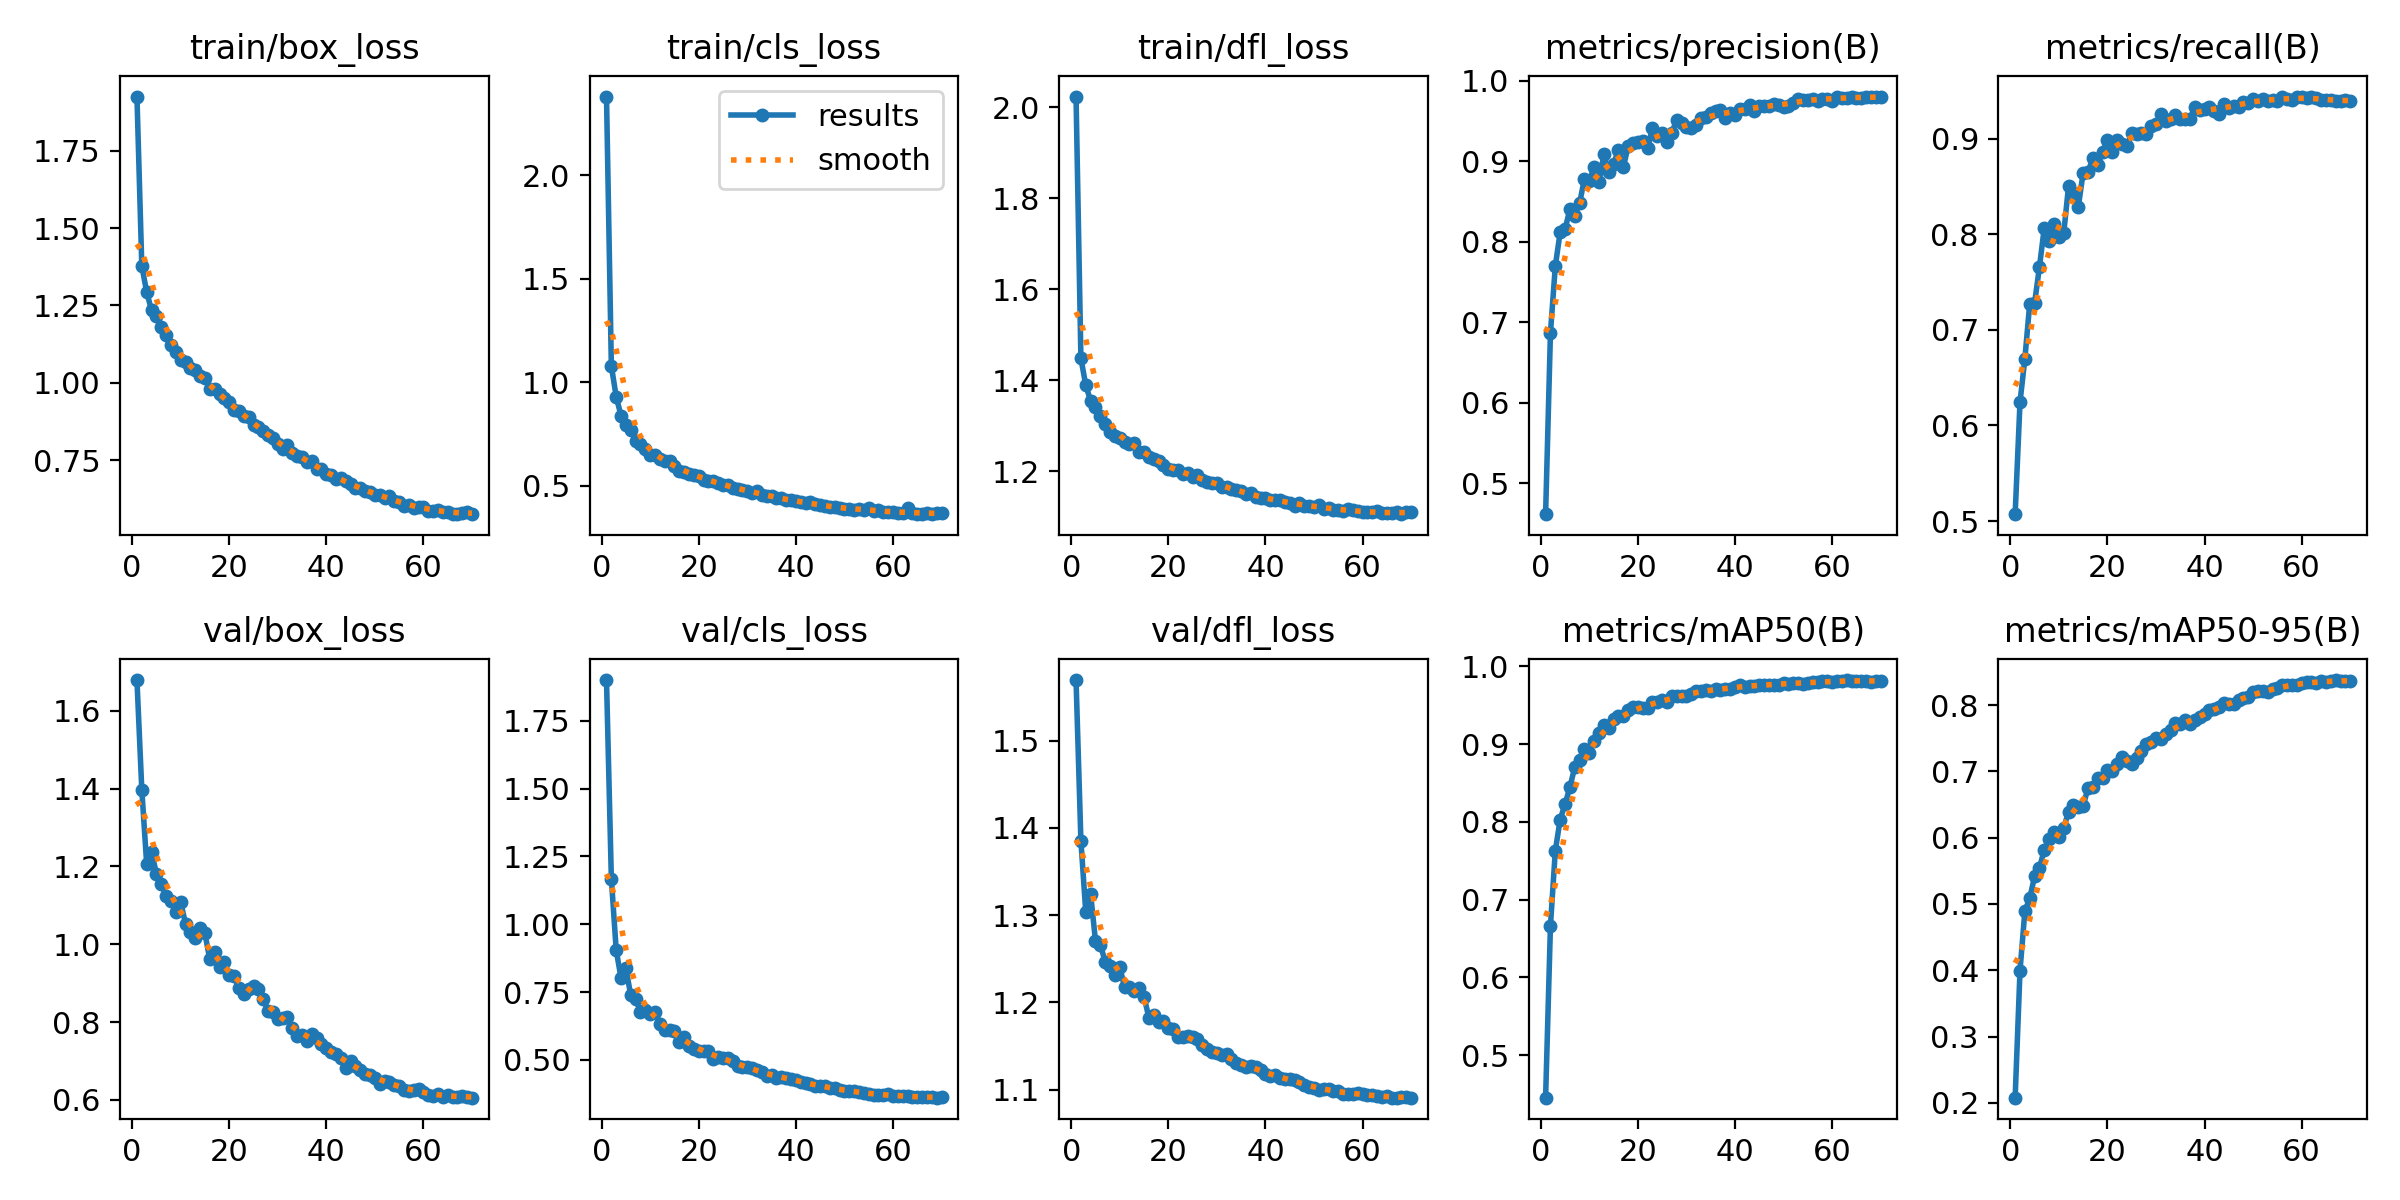 train/box_loss
train/cls_loss
train/dfl_loss
metrics/precision(B)
metrics/recall(B)
1.75
1.50
1.25
1.00
0.75
0 20 40 60
results
smooth
2.0
1.5
1.0
0.5
0 20 40 60
2.0
1.8
1.6
1.4
1.2
0 20 40 60
1.0
0.9
0.8
0.7
0.6
0.5
0 20 40 60
0.9
0.8
0.7
0.6
0.5
0 20 40 60
val/box_loss
val/cls_loss
val/dfl_loss
metrics/mAP50(B)
metrics/mAP50-95(B)
1.6
1.4
1.2
1.0
0.8
0.6
0 20 40 60
1.75
1.50
1.25
1.00
0.75
0.50
0 20 40 60
1.5
1.4
1.3
1.2
1.1
0 20 40 60
1.0
0.9
0.8
0.7
0.6
0.5
0 20 40 60
0.8
0.7
0.6
0.5
0.4
0.3
0.2
0 20 40 60